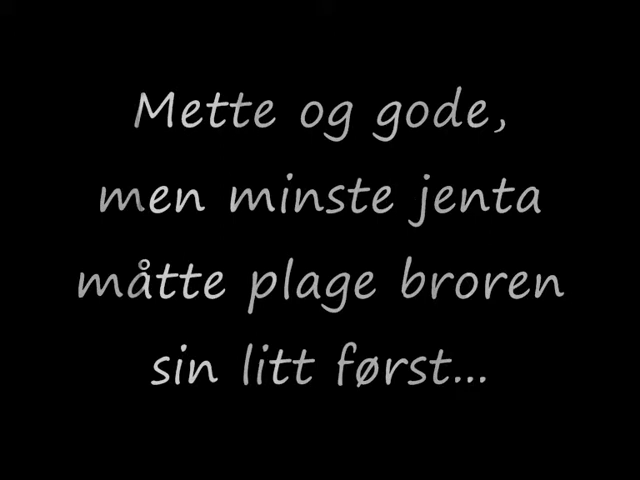 Mette og gode,
men minste jenta
måtte plage broren
sin litt først...